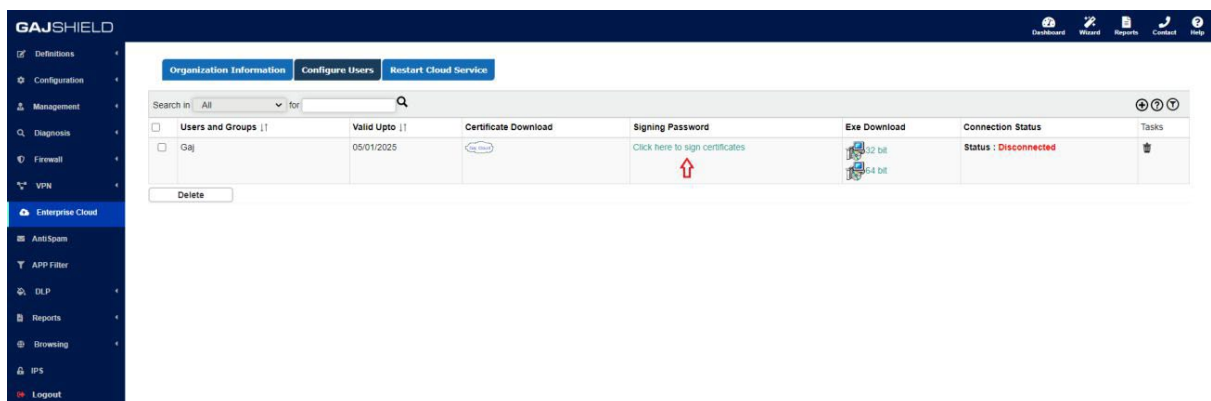 GAJSHIELD
Dashboard
Wizard
Reports
Contact
Help
Definitions
Configuration
Management
Diagnosis
Firewall
VPN
Enterprise Cloud
AntiSpam
APP Filter
DLP
Reports
Browsing
IPS
Logout
Organization Information
Configure Users
Restart Cloud Service
Search in All for
Users and Groups
Valid Upto
Certificate Download
Signing Password
Exe Download
Connection Status
Tasks
Gaj
05/01/2025
Click here to sign certificates
32 bit
64 bit
Status : Disconnected
Delete